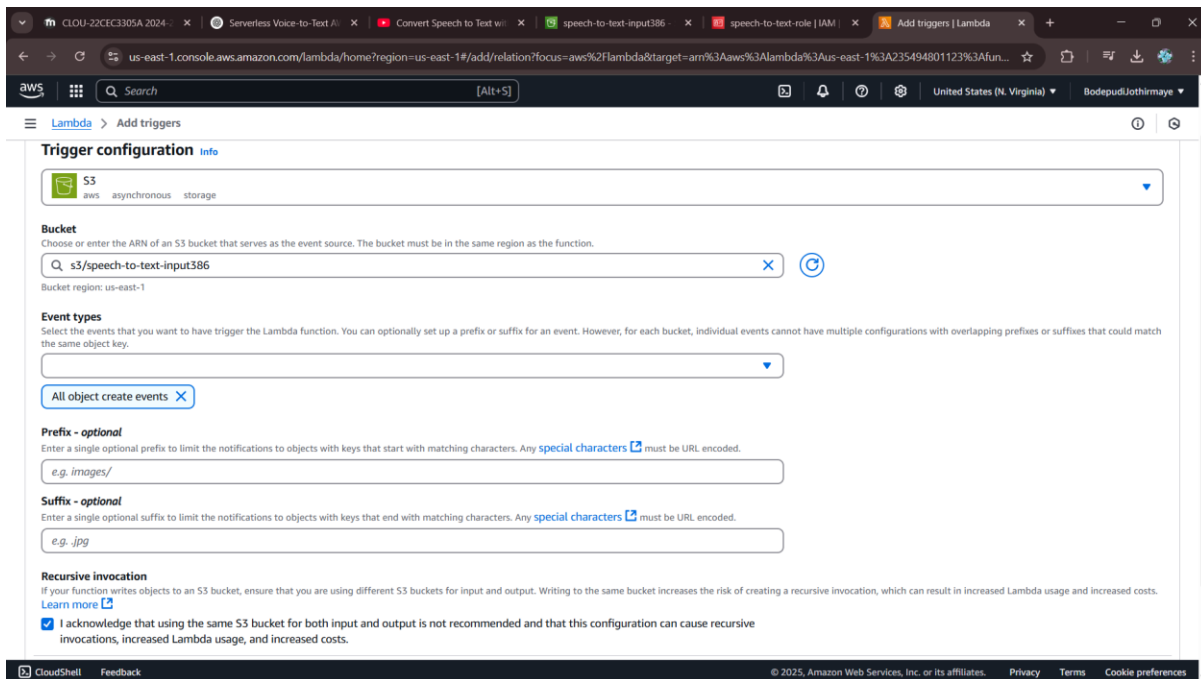 CLOU-22CEC3305A 2024-
Serverless Voice-to-Text A
Convert Speech to Text wit
speech-to-text-input386 -
speech-to-text-role | IAM |
Add triggers | Lambda
us-east-1.console.aws.amazon.com/lambda/home?region=us-east-1#/add/relation?focus=aws%2Flambda&target=arn%3Aaws%3Alambda%3Aus-east-1%3A235494801123%3Afun...
aws
Search [Alt+S]
United States (N. Virginia)
BodepudiJothirmaye
Lambda > Add triggers
Trigger configuration Info
S3
aws asynchronous storage
Bucket
Choose or enter the ARN of an S3 bucket that serves as the event source. The bucket must be in the same region as the function.
s3/speech-to-text-input386
Bucket region: us-east-1
Event types
Select the events that you want to have trigger the Lambda function. You can optionally set up a prefix or suffix for an event. However, for each bucket, individual events cannot have multiple configurations with overlapping prefixes or suffixes that could match
the same object key.
All object create events
Prefix - optional
Enter a single optional prefix to limit the notifications to objects with keys that start with matching characters. Any special characters must be URL encoded.
e.g. images/
Suffix - optional
Enter a single optional suffix to limit the notifications to objects with keys that end with matching characters. Any special characters must be URL encoded.
e.g. .jpg
Recursive invocation
If your function writes objects to an S3 bucket, ensure that you are using different S3 buckets for input and output. Writing to the same bucket increases the risk of creating a recursive invocation, which can result in increased Lambda usage and increased costs.
Learn more
I acknowledge that using the same S3 bucket for both input and output is not recommended and that this configuration can cause recursive
invocations, increased Lambda usage, and increased costs.
CloudShell Feedback © 2025, Amazon Web Services, Inc. or its affiliates. Privacy Terms Cookie preferences